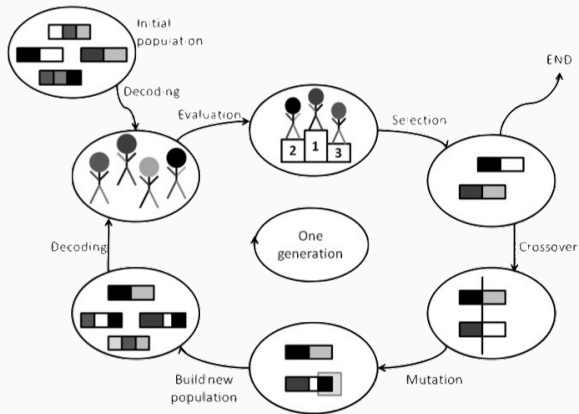 Initial
population
END
Decoding
Evaluation
Selection
2 1 3
One
generation
Decoding
Crossover
Build new
population
Mutation